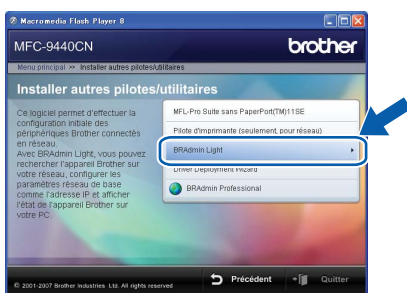 Macromedia Flash Player 8
MFC-9440CN
brother
Menu principal >> Installer autres pilotes/utilitaires
Installer autres pilotes/utilitaires
Ce logiciel permet d'effectuer la
configuration initiale des
périphériques Brother connectés
en réseau.
Avec BRAdmin Light, vous pouvez
rechercher l'appareil Brother sur
votre réseau, configurer les
paramètres réseau de base
comme l'adresse IP et afficher
l'état de l'appareil Brother sur
votre PC.
MFL-Pro Suite sans PaperPort(TM)11SE
Pilote d'imprimante (seulement, pour réseau)
BRAdmin Light
Driver Deployment Wizard
BRAdmin Professional
© 2001-2007 Brother Industries Ltd. All rights reserved
Précédent
Quitter